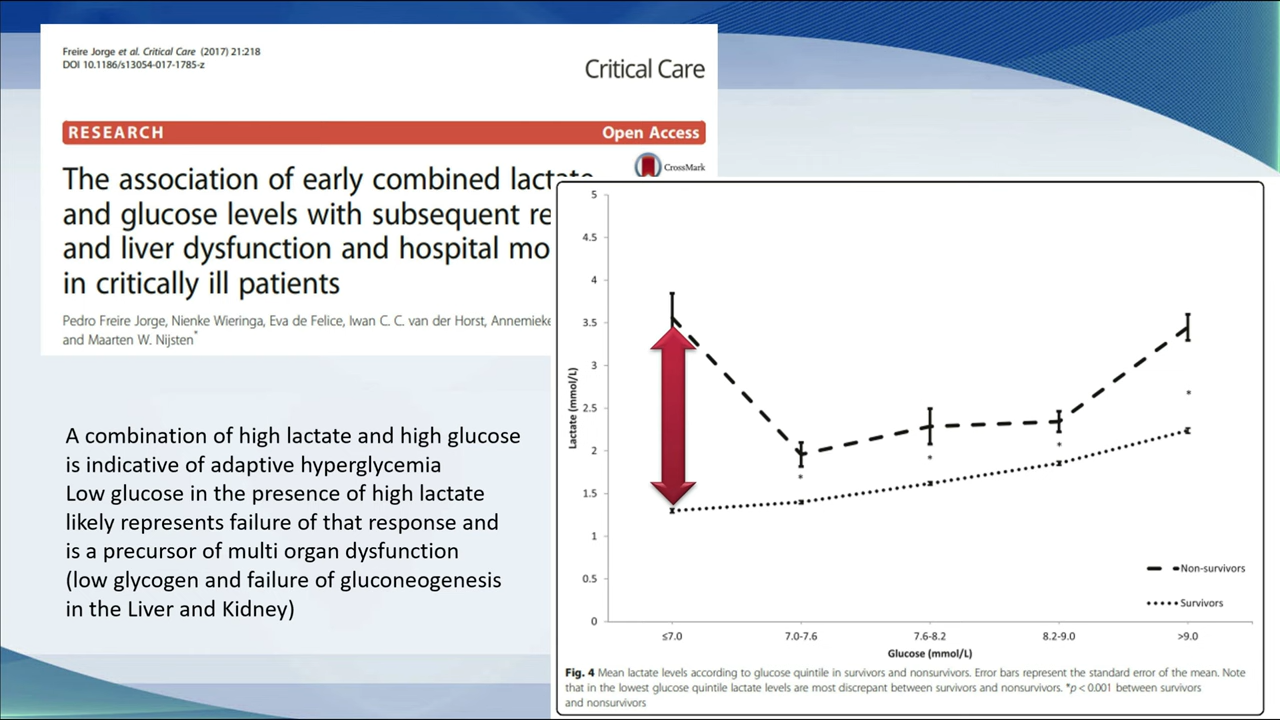 Freire Jorge et al. Critical Care (2017) 21:218
DOI 10.1186/s13054-017-1785-z
Critical Care
RESEARCH
Open Access
CrossMark
The association of early combined lactate
and glucose levels with subsequent re
and liver dysfunction and hospital mo
in critically ill patients
Pedro Freire Jorge, Nienke Wieringa, Eva de Felice, Iwan C. C. van der Horst, Annemieke
and Maarten W. Nijsten*
A combination of high lactate and high glucose
is indicative of adaptive hyperglycemia
Low glucose in the presence of high lactate
likely represents failure of that response and
is a precursor of multi organ dysfunction
(low glycogen and failure of gluconeogenesis
in the Liver and Kidney)
5
4.5
4
3.5
3
2.5
2
1.5
1
0.5
0
Lactate (mmol/L)
*
*
*
*
Non-survivors
Survivors
≤7.0
7.0-7.6
7.6-8.2
8.2-9.0
>9.0
Glucose (mmol/L)
Fig. 4 Mean lactate levels according to glucose quintile in survivors and nonsurvivors. Error bars represent the standard error of the mean. Note
that in the lowest glucose quintile lactate levels are most discrepant between survivors and nonsurvivors. *p < 0.001 between survivors
and nonsurvivors